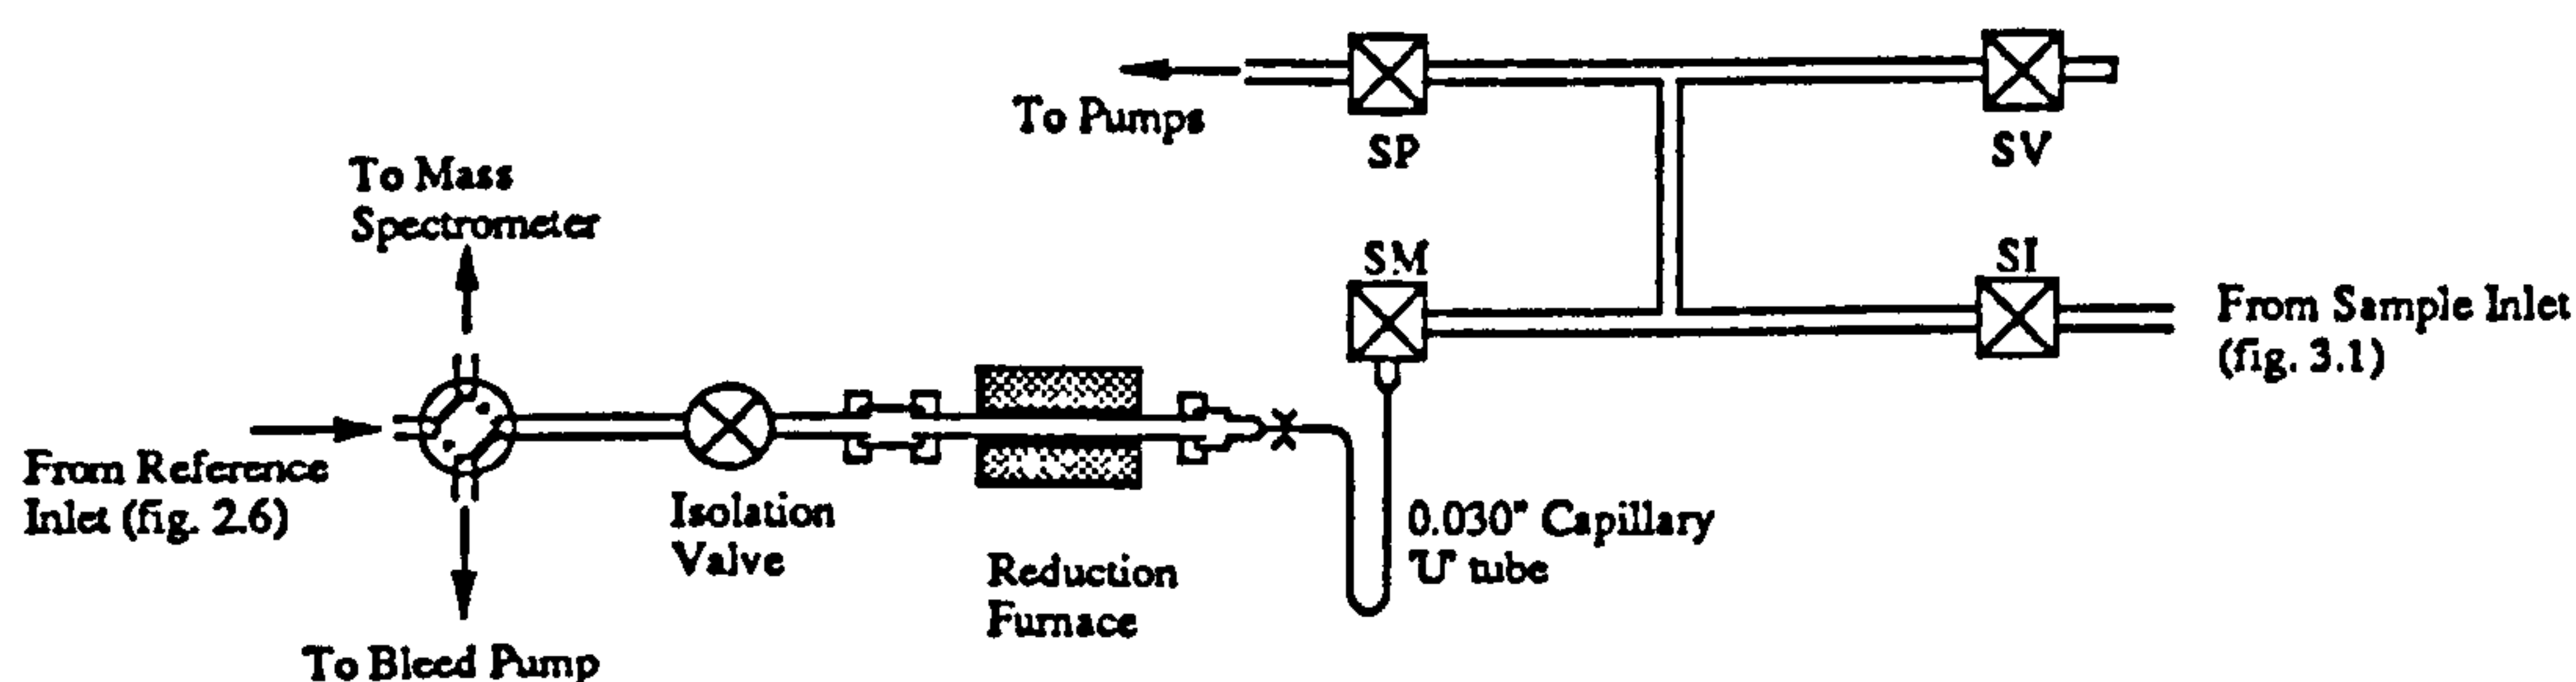 To Pumps
SP
SV
To Mass
Spectrometer
SM
SI
From Sample Inlet
(fig. 3.1)
From Reference
Inlet (fig. 2.6)
Isolation
Valve
Reduction
Furnace
0.030" Capillary
'U' tube
To Bleed Pump